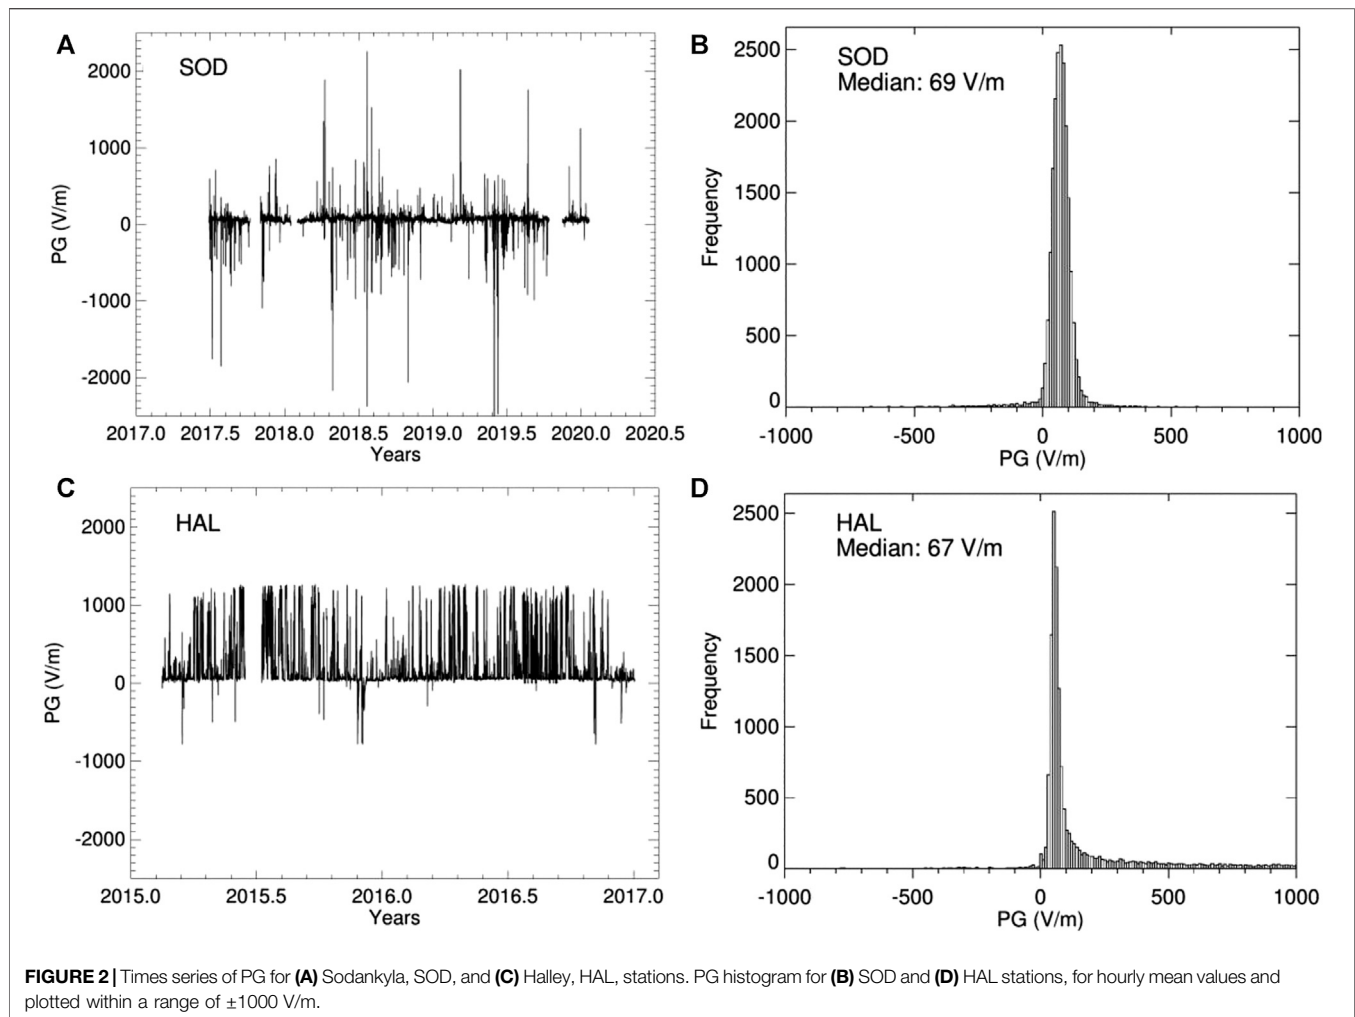 A
SOD
2000
1000
0
-1000
-2000
PG (V/m)
2017.0 2017.5 2018.0 2018.5 2019.0 2019.5 2020.0 2020.5
Years
B
SOD
Median: 69 V/m
2500
2000
1500
1000
500
0
Frequency
-1000 -500 0 500 1000
PG (V/m)
C
HAL
2000
1000
0
-1000
-2000
PG (V/m)
2015.0 2015.5 2016.0 2016.5 2017.0
Years
D
HAL
Median: 67 V/m
2500
2000
1500
1000
500
0
Frequency
-1000 -500 0 500 1000
PG (V/m)
FIGURE 2 | Times series of PG for (A) Sodankyla, SOD, and (C) Halley, HAL, stations. PG histogram for (B) SOD and (D) HAL stations, for hourly mean values and
plotted within a range of ±1000 V/m.